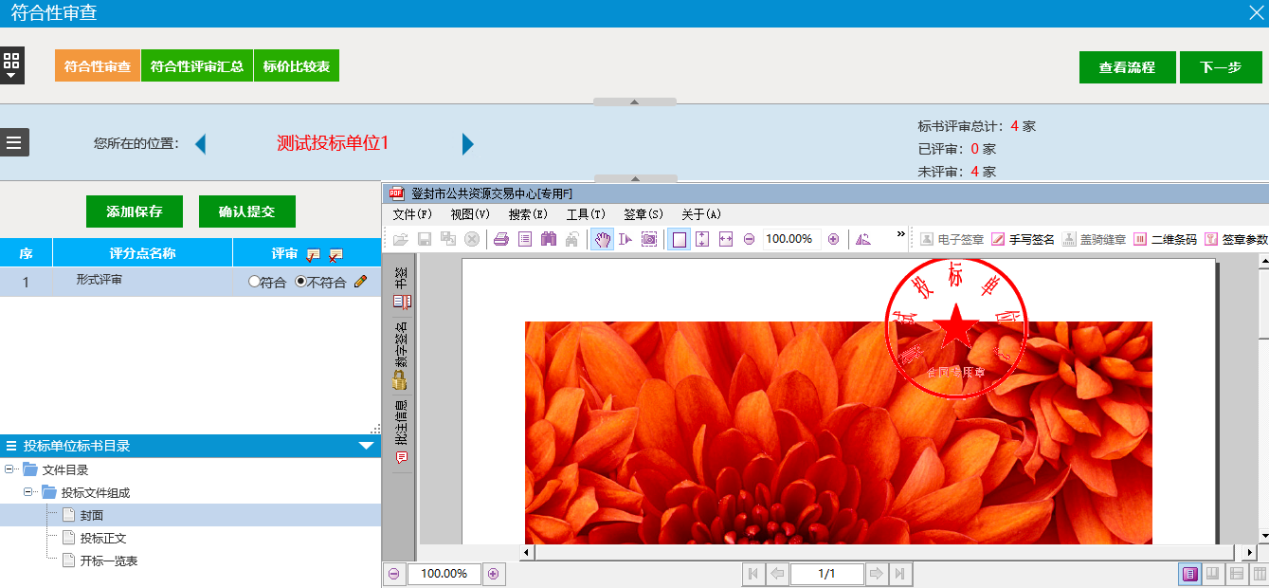 符合性审查
符合性审查 符合性评审汇总 标价比较表 查看流程 下一步
您所在的位置： 测试投标单位1
标书评审总计：4 家
已评审：0 家
未评审：4 家
添加保存 确认提交
序 评分点名称 评审
1 形式评审 符合 不符合
投标单位标书目录
文件目录
投标文件组成
封面
投标正文
开标一览表
登封市公共资源交易中心[专用F]
文件(F) 视图(V) 搜索(E) 工具(T) 签章(S) 关于(A)
100.00% » 电子签章 手写签名 盖骑缝章 二维条码 签章参数
书签
数字签名
批注信息
投标单
100.00% 1/1